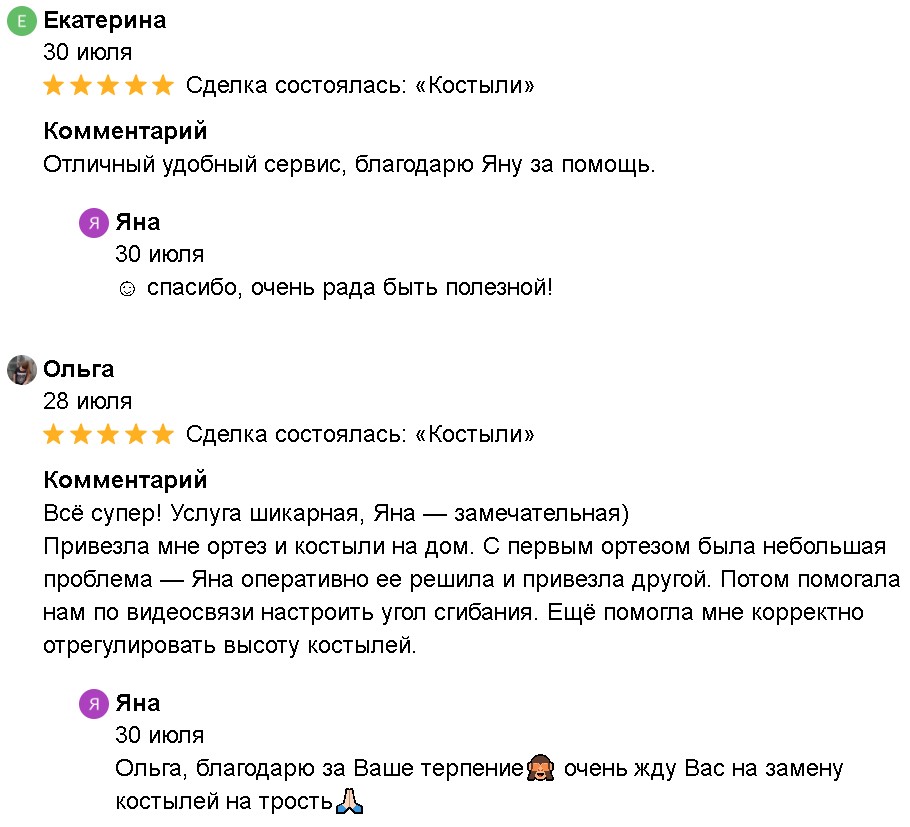 Е Екатерина
30 июля
★★★★★ Сделка состоялась: «Костыли»
Комментарий
Отличный удобный сервис, благодарю Яну за помощь.
Я Яна
30 июля
☺ спасибо, очень рада быть полезной!
Ольга
28 июля
★★★★★ Сделка состоялась: «Костыли»
Комментарий
Всё супер! Услуга шикарная, Яна — замечательная)
Привезла мне ортез и костыли на дом. С первым ортезом была небольшая
проблема — Яна оперативно ее решила и привезла другой. Потом помогала
нам по видеосвязи настроить угол сгибания. Ещё помогла мне корректно
отрегулировать высоту костылей.
Я Яна
30 июля
Ольга, благодарю за Ваше терпение🙈 очень жду Вас на замену
костылей на трость🙏🏻